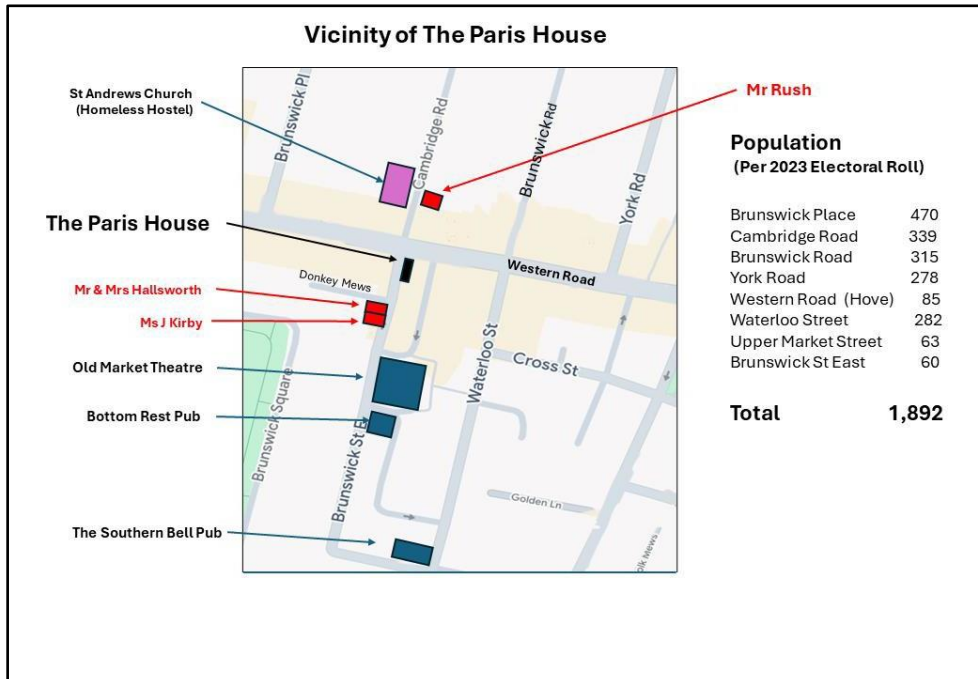 Vicinity of The Paris House
St Andrews Church
(Homeless Hostel)
The Paris House
Mr & Mrs Hallsworth
Ms J Kirby
Old Market Theatre
Bottom Rest Pub
The Southern Bell Pub
Brunswick Pl
Cambridge Rd
Brunswick Rd
York Rd
Western Road
Donkey Mews
Waterloo St
Cross St
Brunswick Square
Brunswick St E
Golden Ln
olk Mews
Mr Rush
Population
(Per 2023 Electoral Roll)
Brunswick Place 470
Cambridge Road 339
Brunswick Road 315
York Road 278
Western Road (Hove) 85
Waterloo Street 282
Upper Market Street 63
Brunswick St East 60
Total 1,892